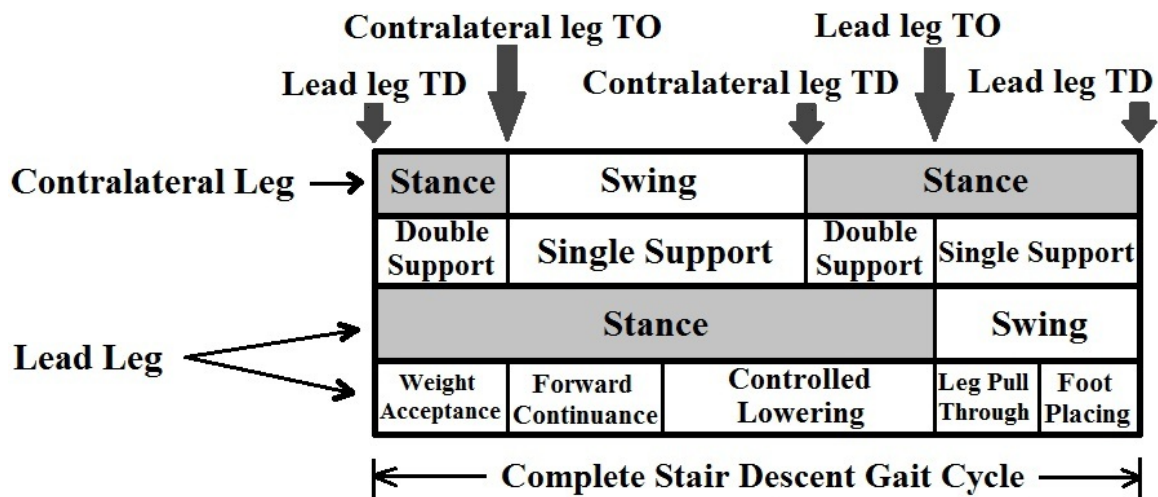 Contralateral leg TO
Lead leg TO
Lead leg TD
Contralateral leg TD
Lead leg TD
Contralateral Leg
Stance
Swing
Stance
Double
Support
Single Support
Double
Support
Single Support
Lead Leg
Stance
Swing
Weight
Acceptance
Forward
Continuance
Controlled
Lowering
Leg Pull
Through
Foot
Placing
Complete Stair Descent Gait Cycle